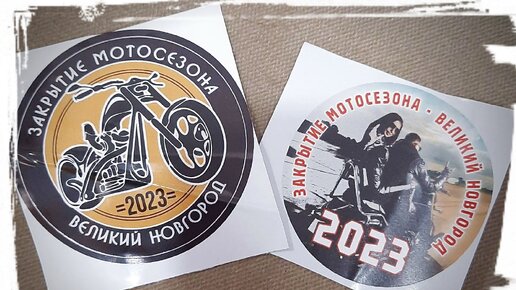 ЗАКРЫТИЕ МОТОСЕЗОНА
=2023=
ВЕЛИКИЙ НОВГОРОД
ЗАКРЫТИЕ МОТОСЕЗОНА - ВЕЛИКИЙ НОВГОРОД
2023